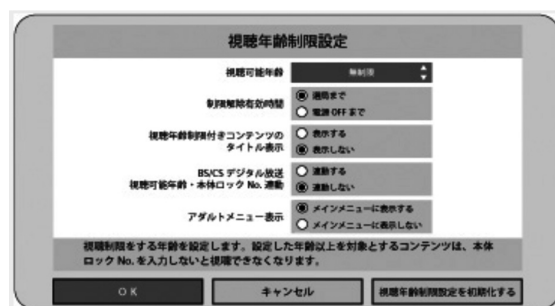 視聴年齢制限設定
視聴可能年齢
無制限
制限解除有効時間
選局まで
電源 OFF まで
視聴年齢制限付きコンテンツの
タイトル表示
表示する
表示しない
BS/CS デジタル放送
視聴可能年齢・本体ロック No. 連動
連動する
連動しない
アダルトメニュー表示
メインメニューに表示する
メインメニューに表示しない
視聴制限をする年齢を設定します。設定した年齢以上を対象とするコンテンツは、本体
ロック No. を入力しないと視聴できなくなります。
OK
キャンセル
視聴年齢制限設定を初期化する